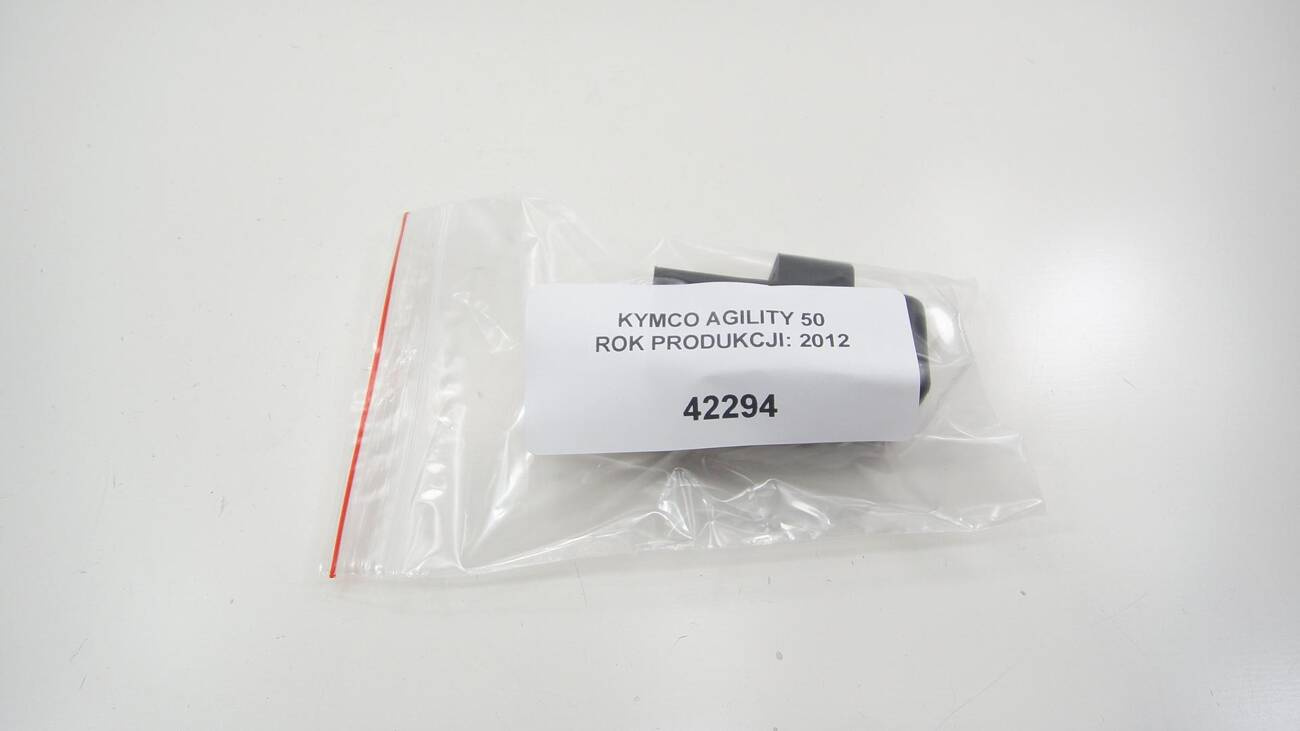 KYMCO AGILITY 50
ROK PRODUKCJI: 2012
42294